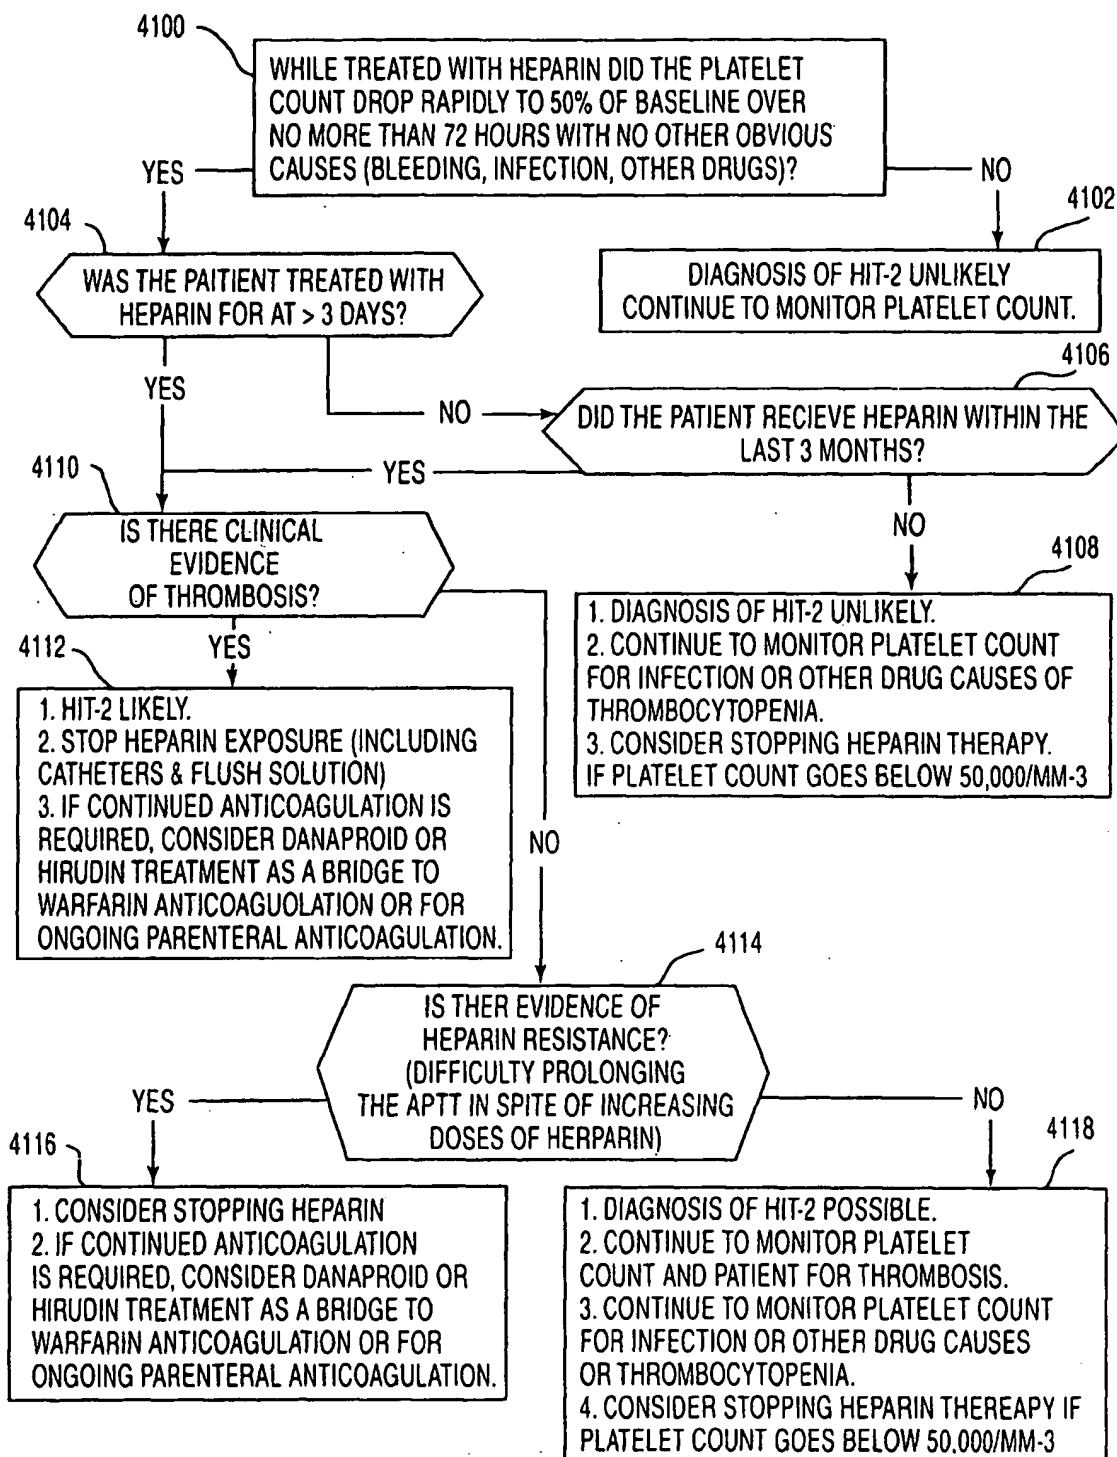 4100
WHILE TREATED WITH HEPARIN DID THE PLATELET
COUNT DROP RAPIDLY TO 50% OF BASELINE OVER
NO MORE THAN 72 HOURS WITH NO OTHER OBVIOUS
CAUSES (BLEEDING, INFECTION, OTHER DRUGS)?
YES
NO
4102
DIAGNOSIS OF HIT-2 UNLIKELY
CONTINUE TO MONITOR PLATELET COUNT.
4104
WAS THE PAITIENT TREATED WITH
HEPARIN FOR AT > 3 DAYS?
YES
NO
4106
DID THE PATIENT RECIEVE HEPARIN WITHIN THE
LAST 3 MONTHS?
YES
NO
4108
1. DIAGNOSIS OF HIT-2 UNLIKELY.
2. CONTINUE TO MONITOR PLATELET COUNT
FOR INFECTION OR OTHER DRUG CAUSES OF
THROMBOCYTOPENIA.
3. CONSIDER STOPPING HEPARIN THERAPY.
IF PLATELET COUNT GOES BELOW 50,000/MM-3
4110
IS THERE CLINICAL
EVIDENCE
OF THROMBOSIS?
YES
NO
4112
1. HIT-2 LIKELY.
2. STOP HEPARIN EXPOSURE (INCLUDING
CATHETERS & FLUSH SOLUTION)
3. IF CONTINUED ANTICOAGULATION IS
REQUIRED, CONSIDER DANAPROID OR
HIRUDIN TREATMENT AS A BRIDGE TO
WARFARIN ANTICOAGUOLATION OR FOR
ONGOING PARENTERAL ANTICOAGULATION.
4114
IS THER EVIDENCE OF
HEPARIN RESISTANCE?
(DIFFICULTY PROLONGING
THE APTT IN SPITE OF INCREASING
DOSES OF HERPARIN)
YES
NO
4116
1. CONSIDER STOPPING HEPARIN
2. IF CONTINUED ANTICOAGULATION
IS REQUIRED, CONSIDER DANAPROID OR
HIRUDIN TREATMENT AS A BRIDGE TO
WARFARIN ANTICOAGULATION OR FOR
ONGOING PARENTERAL ANTICOAGULATION.
4118
1. DIAGNOSIS OF HIT-2 POSSIBLE.
2. CONTINUE TO MONITOR PLATELET
COUNT AND PATIENT FOR THROMBOSIS.
3. CONTINUE TO MONITOR PLATELET COUNT
FOR INFECTION OR OTHER DRUG CAUSES
OR THROMBOCYTOPENIA.
4. CONSIDER STOPPING HEPARIN THEREAPY IF
PLATELET COUNT GOES BELOW 50,000/MM-3